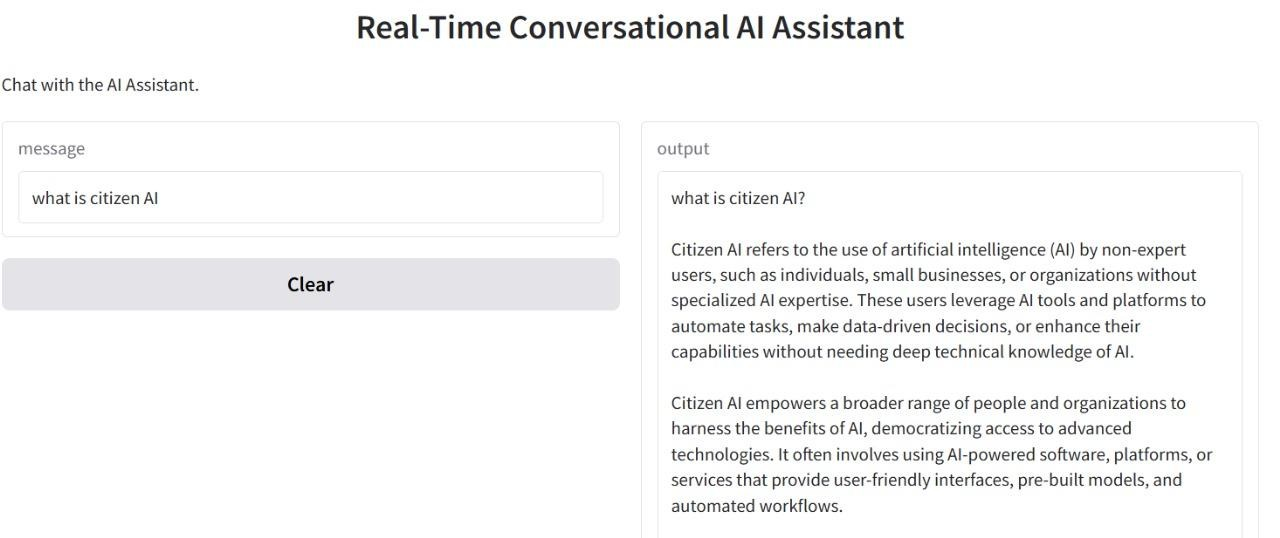 Real-Time Conversational AI Assistant
Chat with the AI Assistant.
message
what is citizen AI
Clear
output
what is citizen AI?
Citizen AI refers to the use of artificial intelligence (AI) by non-expert
users, such as individuals, small businesses, or organizations without
specialized AI expertise. These users leverage AI tools and platforms to
automate tasks, make data-driven decisions, or enhance their
capabilities without needing deep technical knowledge of AI.
Citizen AI empowers a broader range of people and organizations to
harness the benefits of AI, democratizing access to advanced
technologies. It often involves using AI-powered software, platforms, or
services that provide user-friendly interfaces, pre-built models, and
automated workflows.